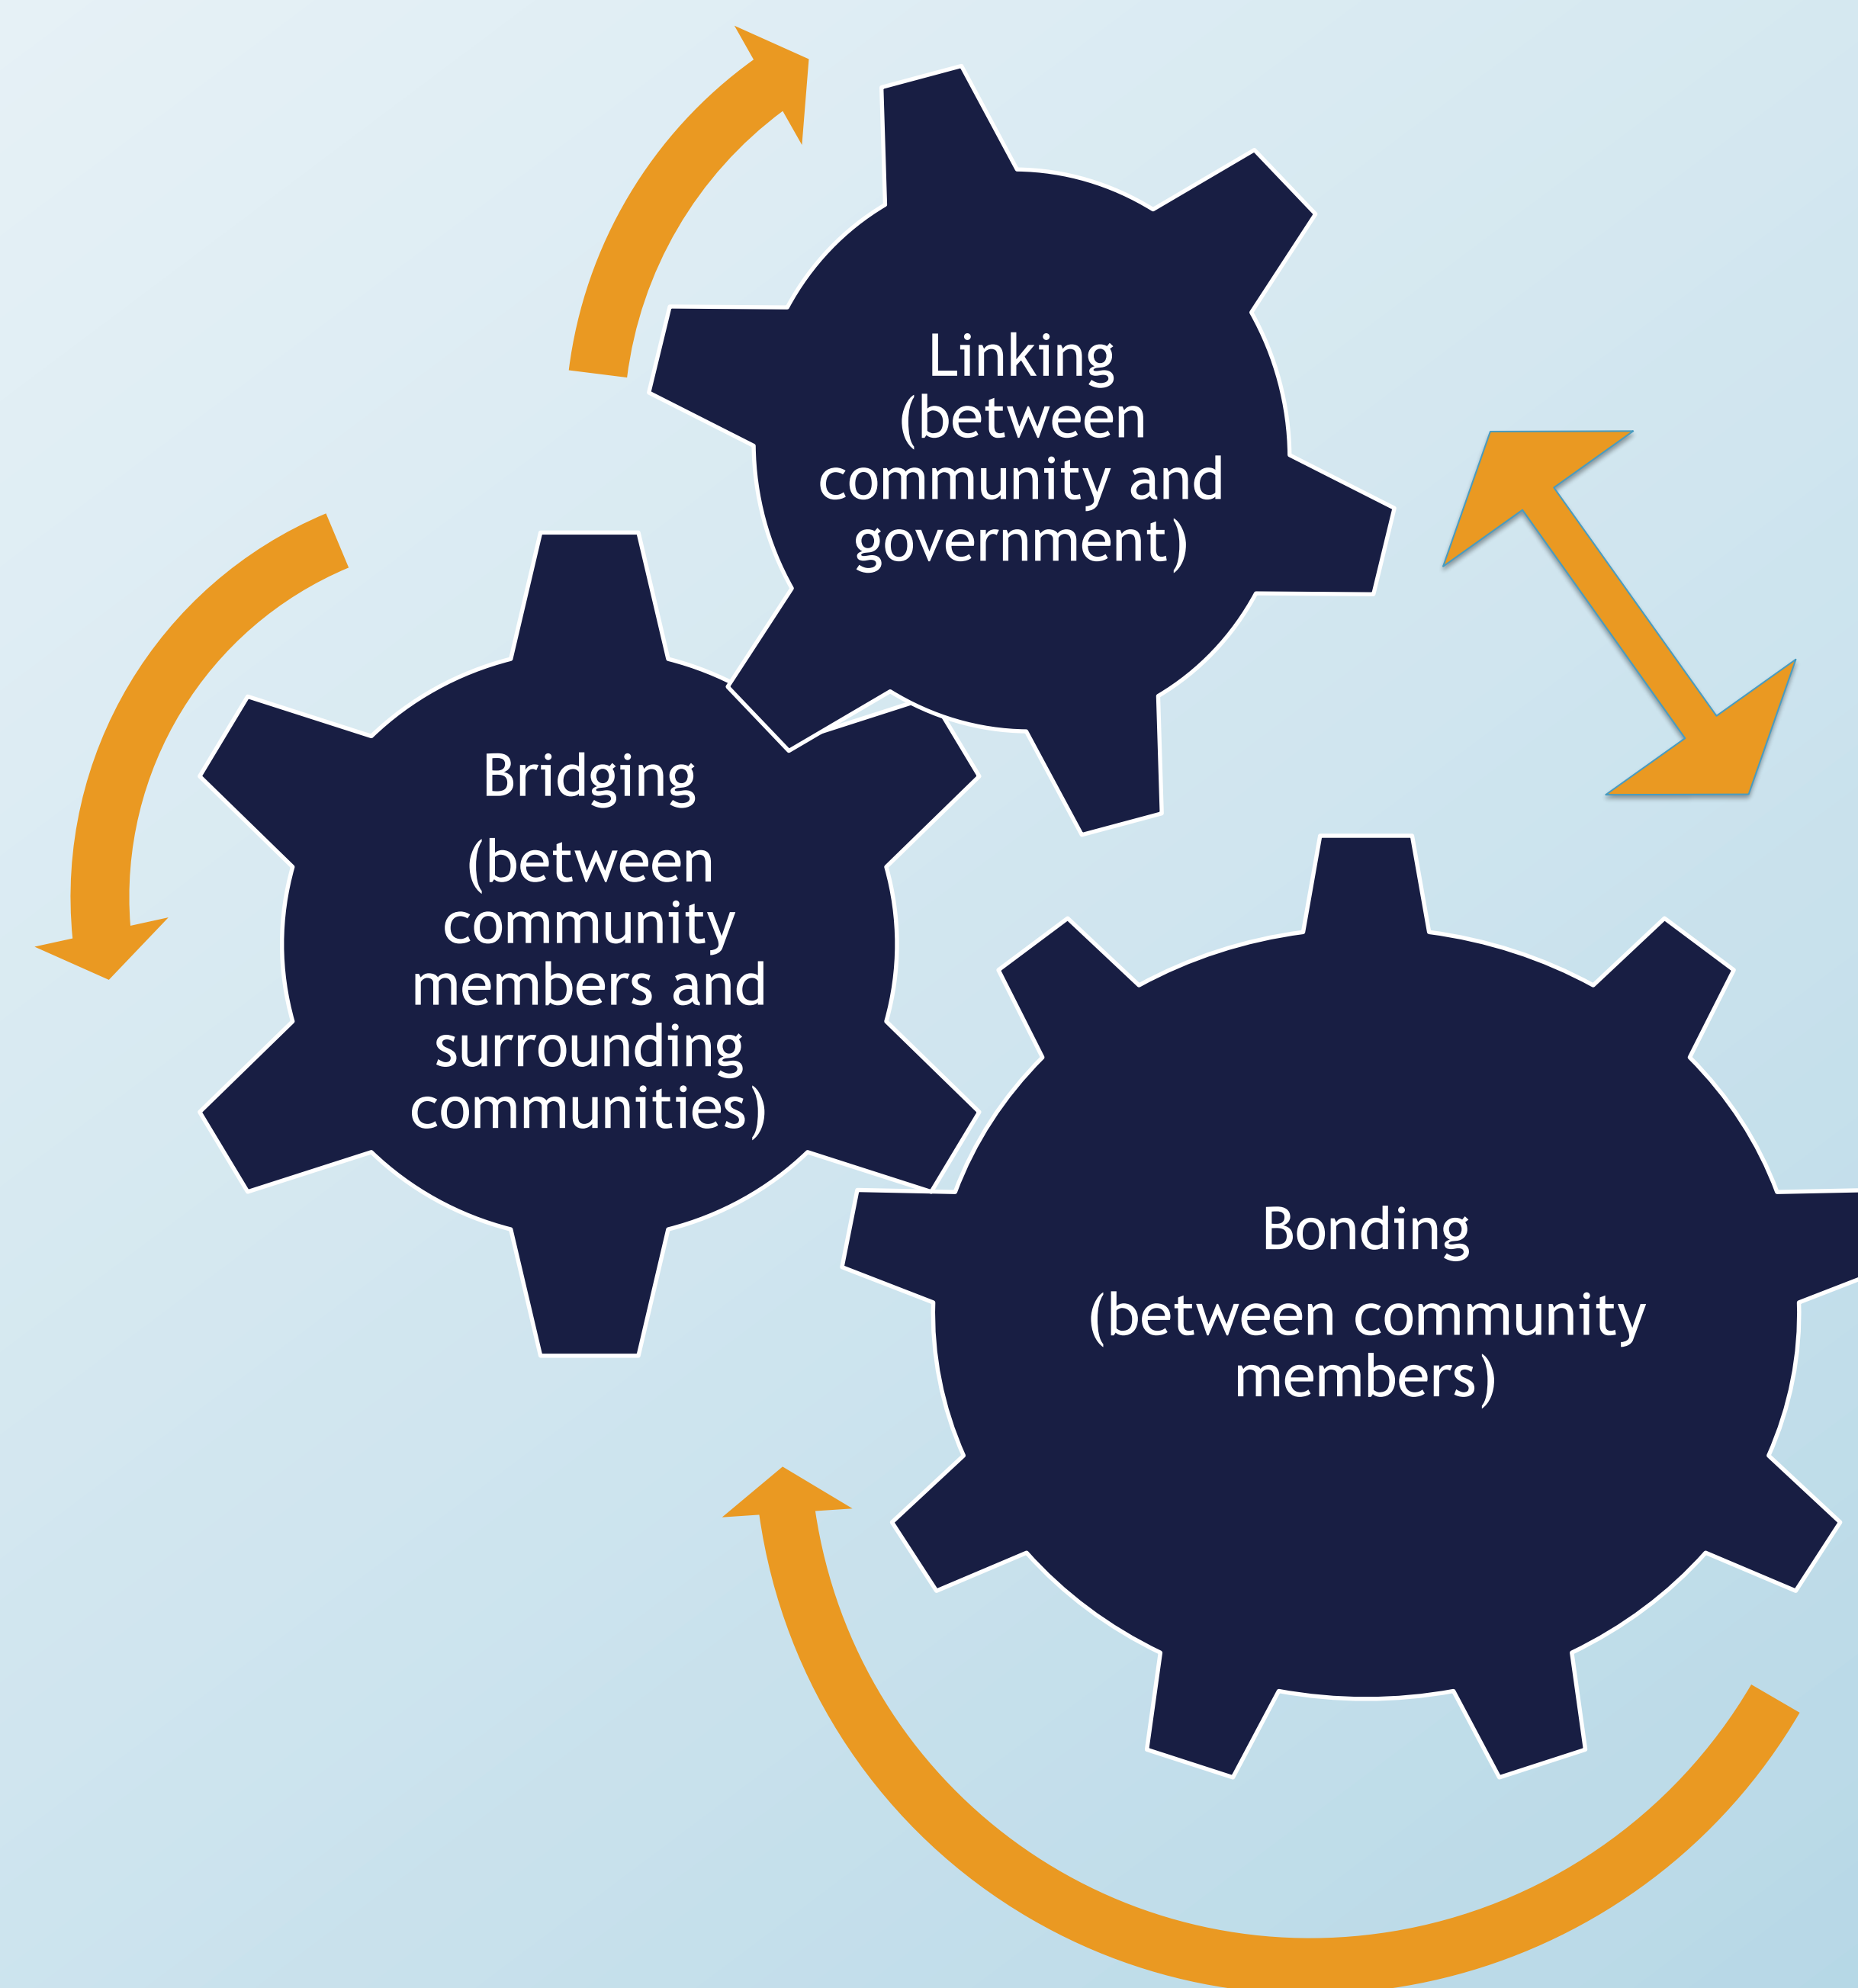 Linking
(between
community and
government)
Bridging
(between
community
members and
surrounding
communities)
Bonding
(between community
members)